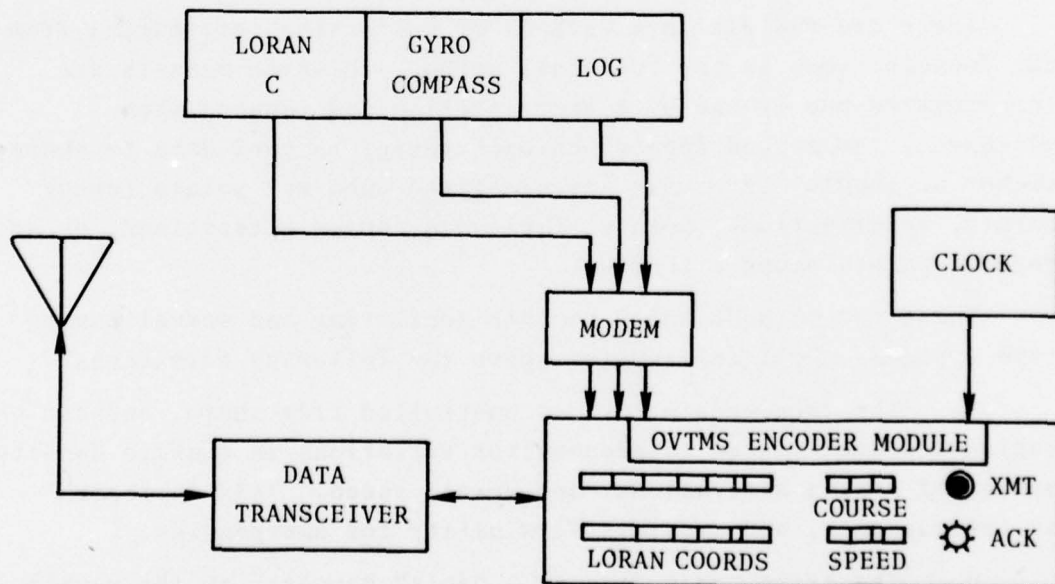 LORAN
C
GYRO
COMPASS
LOG
CLOCK
MODEM
OVTMS ENCODER MODULE
DATA
TRANSCEIVER
XMT
COURSE
ACK
LORAN COORDS
SPEED